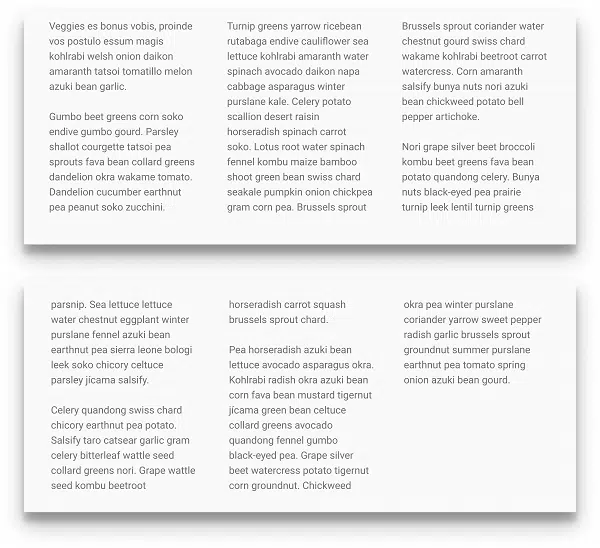 Veggies es bonus vobis, proinde
vos postulo essum magis
kohlrabi welsh onion daikon
amaranth tatsoi tomatillo melon
azuki bean garlic.
Gumbo beet greens corn soko
endive gumbo gourd. Parsley
shallot courgette tatsoi pea
sprouts fava bean collard greens
dandelion okra wakame tomato.
Dandelion cucumber earthnut
pea peanut soko zucchini.
Turnip greens yarrow ricebean
rutabaga endive cauliflower sea
lettuce kohlrabi amaranth water
spinach avocado daikon napa
cabbage asparagus winter
purslane kale. Celery potato
scallion desert raisin
horseradish spinach carrot
soko. Lotus root water spinach
fennel kombu maize bamboo
shoot green bean swiss chard
seakale pumpkin onion chickpea
gram corn pea. Brussels sprout
Brussels sprout coriander water
chestnut gourd swiss chard
wakame kohlrabi beetroot carrot
watercress. Corn amaranth
salsify bunya nuts nori azuki
bean chickweed potato bell
pepper artichoke.
Nori grape silver beet broccoli
kombu beet greens fava bean
potato quandong celery. Bunya
nuts black-eyed pea prairie
turnip leek lentil turnip greens
parsnip. Sea lettuce lettuce
water chestnut eggplant winter
purslane fennel azuki bean
earthnut pea sierra leone bologi
leek soko chicory celtuce
parsley jícama salsify.
Celery quandong swiss chard
chicory earthnut pea potato.
Salsify taro catsear garlic gram
celery bitterleaf wattle seed
collard greens nori. Grape wattle
seed kombu beetroot
horseradish carrot squash
brussels sprout chard.
Pea horseradish azuki bean
lettuce avocado asparagus okra.
Kohlrabi radish okra azuki bean
corn fava bean mustard tigernut
jícama green bean celtuce
collard greens avocado
quandong fennel gumbo
black-eyed pea. Grape silver
beet watercress potato tigernut
corn groundnut. Chickweed
okra pea winter purslane
coriander yarrow sweet pepper
radish garlic brussels sprout
groundnut summer purslane
earthnut pea tomato spring
onion azuki bean gourd.